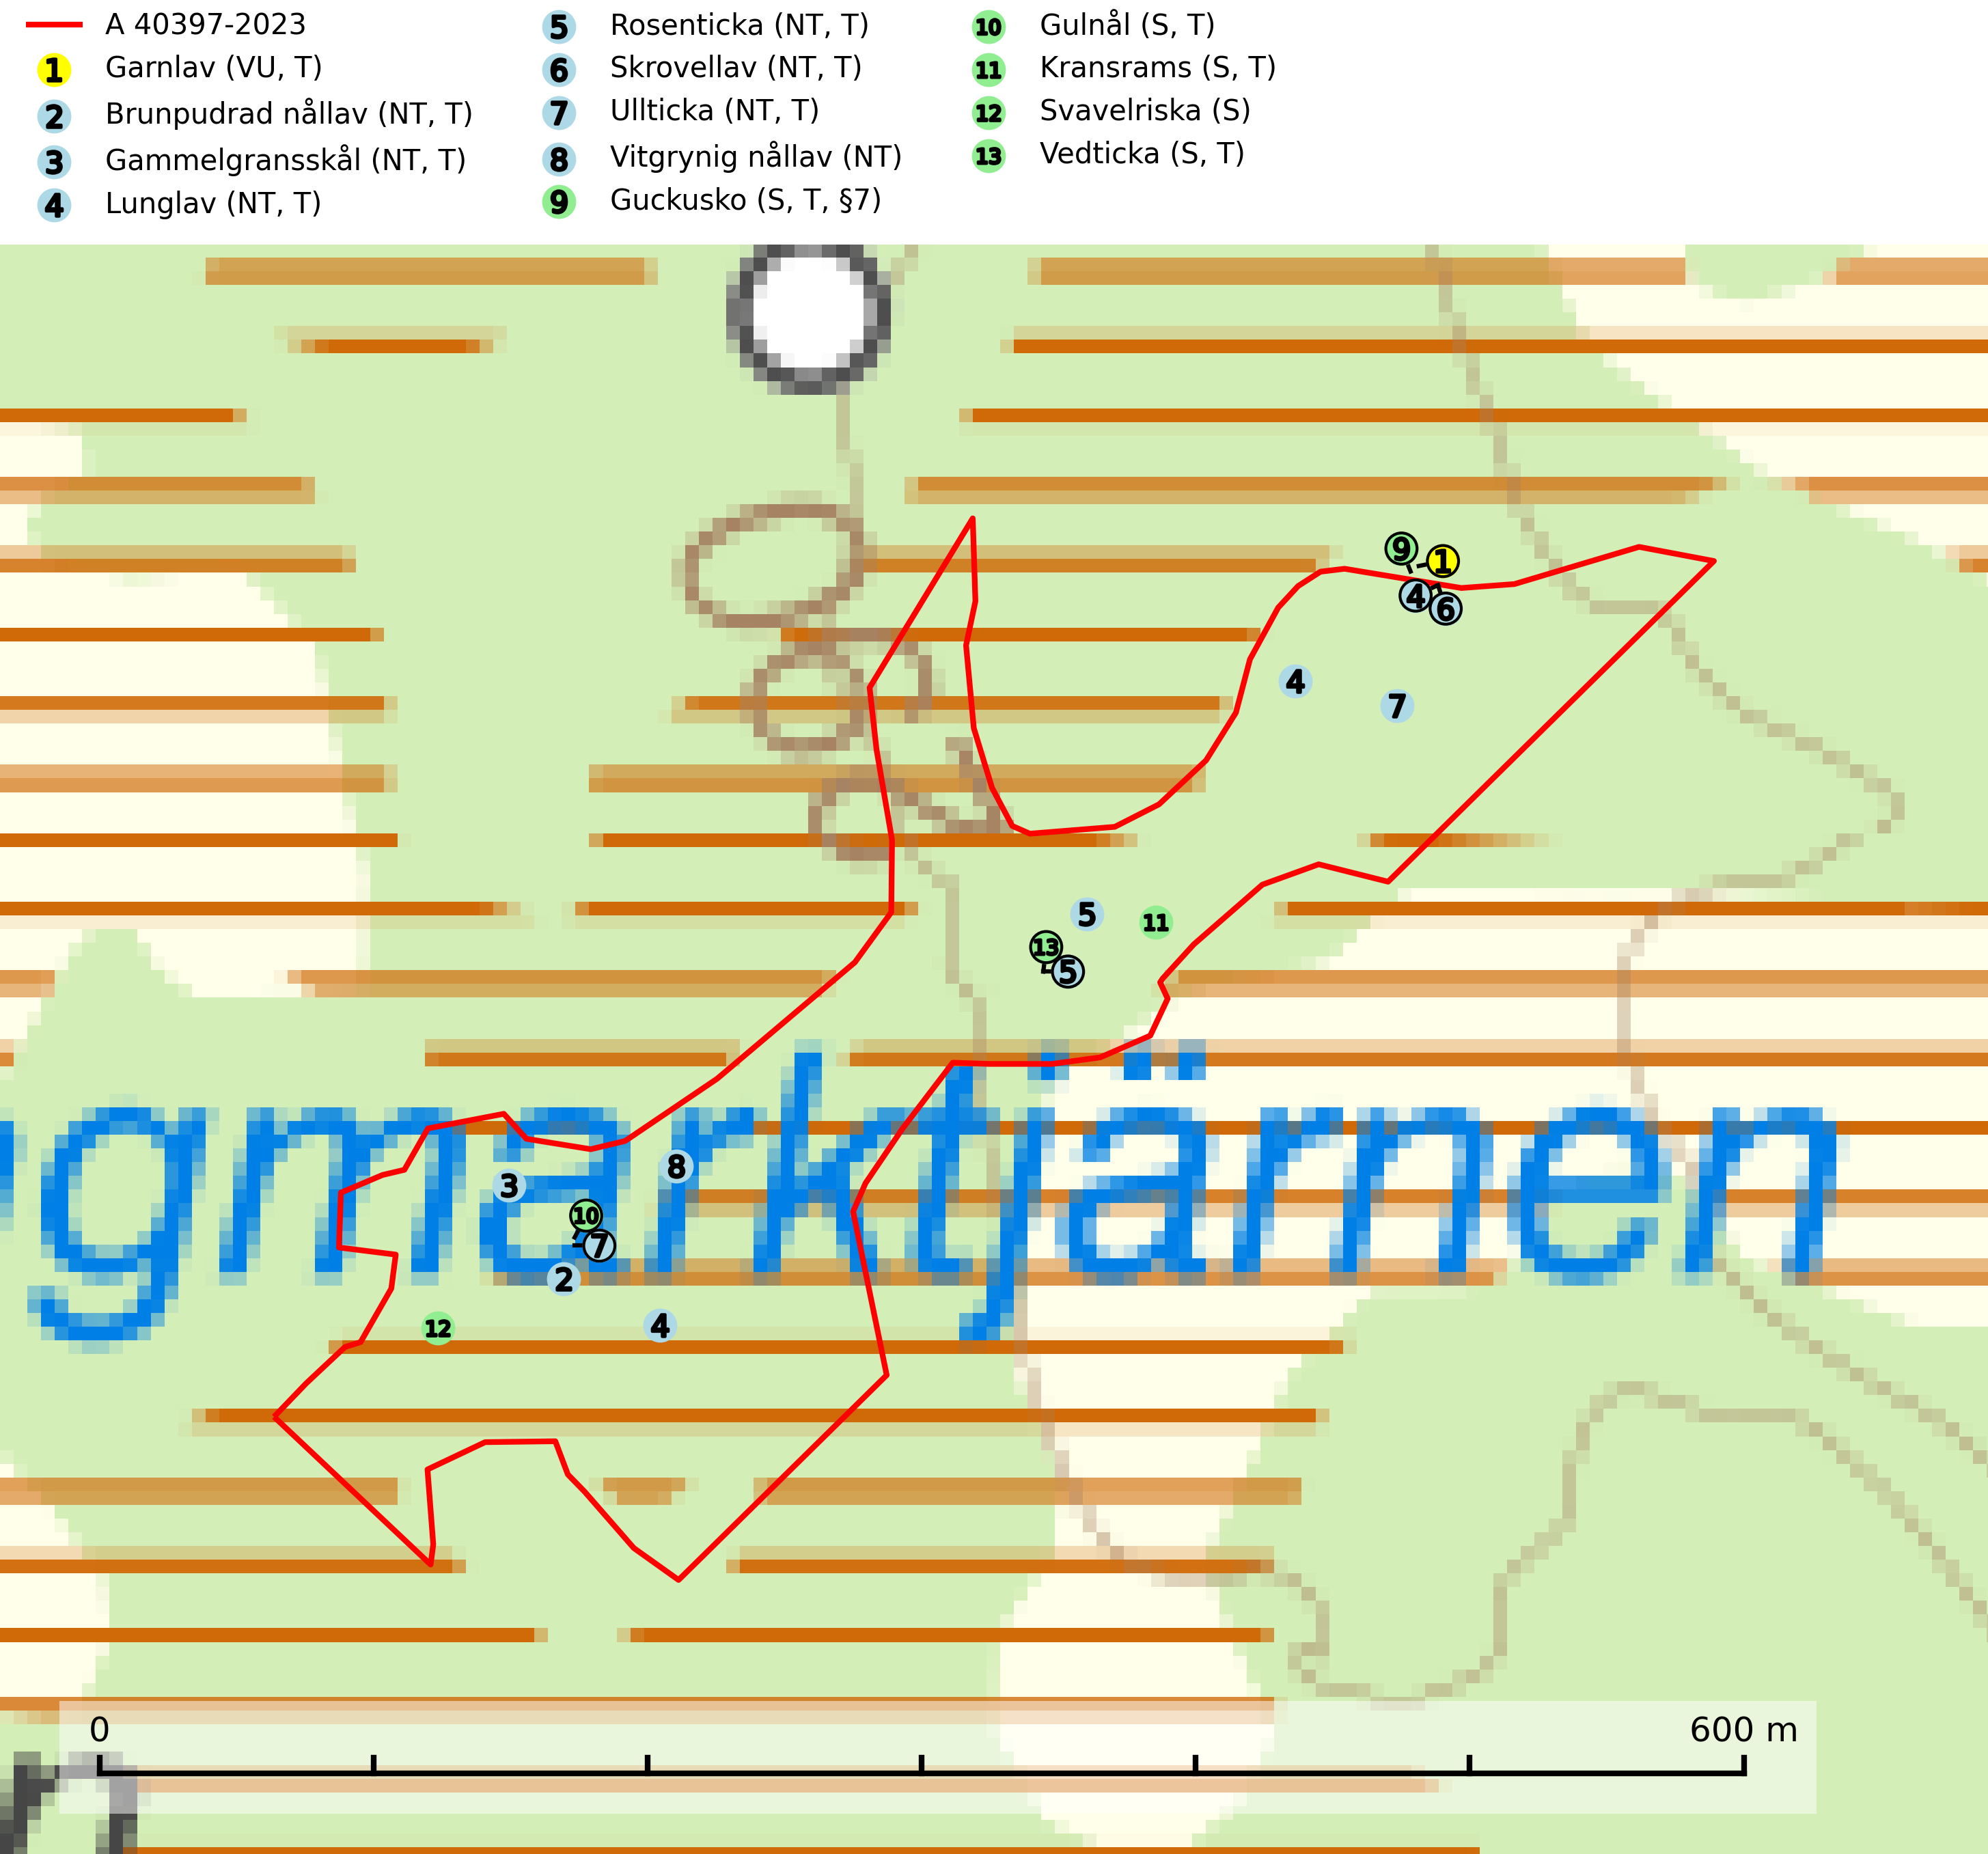 A 40397-2023
1 Garnlav (VU, T)
2 Brunpudrad nållav (NT, T)
3 Gammelgransskål (NT, T)
4 Lunglav (NT, T)
5 Rosenticka (NT, T)
6 Skrovellav (NT, T)
7 Ullticka (NT, T)
8 Vitgrynig nållav (NT)
9 Guckusko (S, T, §7)
10 Gulnål (S, T)
11 Kransrams (S, T)
12 Svavelriska (S)
13 Vedticka (S, T)
9 1
4 6
4
7
5 11
13
5
gmarktjärnen
8
3
10
7
2
12 4
0 600 m